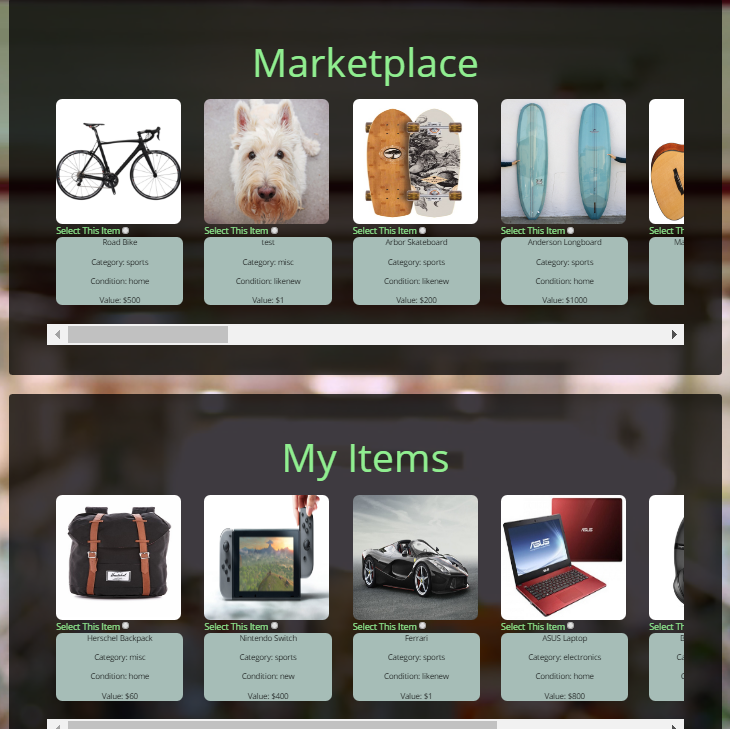 Marketplace
Select This Item
Select This Item
Select This Item
Select This Item
Select Th
Road Bike
test
Arbor Skateboard
Anderson Longboard
Ma
Category: sports
Category: misc
Category: sports
Category: sports
Condition: home
Condition: likenew
Condition: likenew
Condition: home
Value: $500
Value: $1
Value: $200
Value: $1000
My Items
ASUS
ASUS
Select This Item
Select This Item
Select This Item
Select This Item
Select Th
Herschel Backpack
Nintendo Switch
Ferrari
ASUS Laptop
B
Category: misc
Category: sports
Category: sports
Category: electronics
Ca
Condition: home
Condition: new
Condition: likenew
Condition: home
C
Value: $60
Value: $400
Value: $1
Value: $800